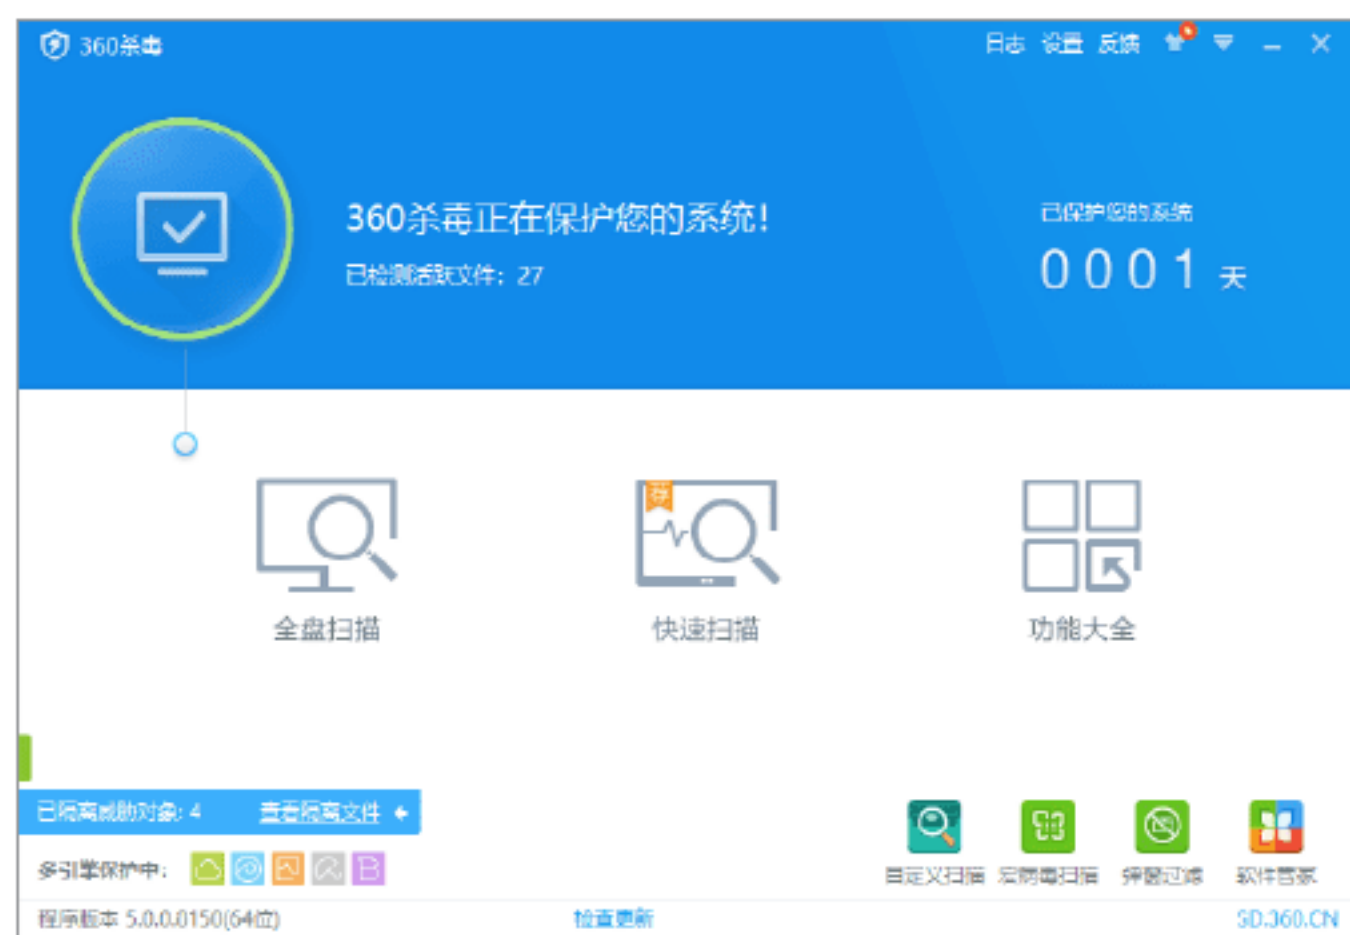 360杀毒
日志 设置 反馈
360杀毒正在保护您的系统!
已检测活跃文件: 27
已保护您的系统
0001 天
荐
全盘扫描
快速扫描
功能大全
已隔离威胁对象: 4 查看隔离文件
多引擎保护中:
自定义扫描 宏病毒扫描 弹窗过滤 软件管家
程序版本 5.0.0.0150(64位) 检查更新 SD.360.CN